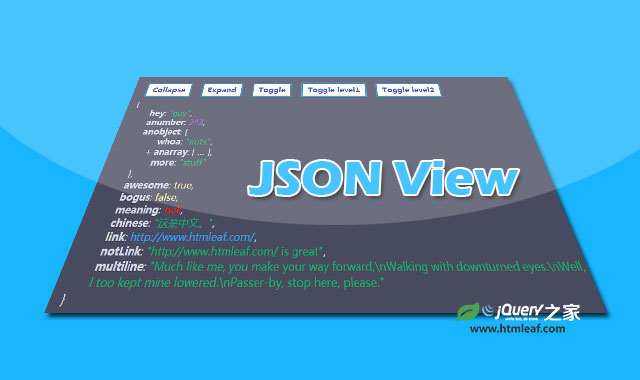 Collapse Expand Toggle Toggle level1 Toggle level2
{
hey: "guy",
anumber: 243,
anobject: {
whoa: "nuts",
+ anarray: [ ... ],
more: "stuff"
},
awesome: true,
bogus: false,
meaning: null,
chinese: "这是中文。",
link: http://www.htmleaf.com/,
notLink: "http://www.htmleaf.com/ is great",
multiline: "Much like me, you make your way forward,\nWalking with downturned eyes.\nWell,
I too kept mine lowered.\nPasser-by, stop here, please."
}
JSON View
jQuery之家
write less, do more.
www.htmleaf.com